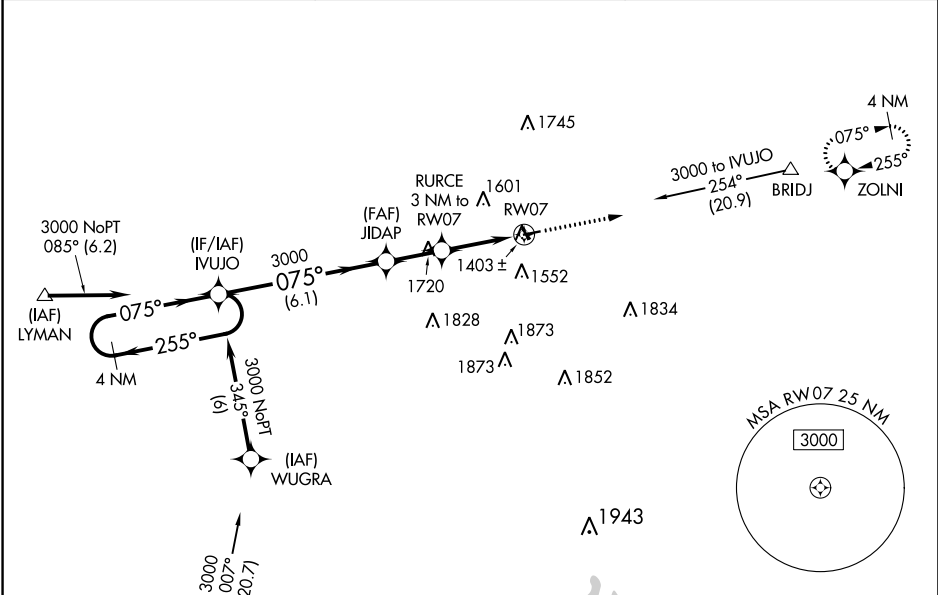 4 NM
075°
255°
ZOLNI
1745
3000 to IVUJO
254°
(20.9)
BRIDJ
RURCE
3 NM to
RW07
1601
RW07
(FAF)
JIDAP
3000 NoPT
085° (6.2)
(IF/IAF)
IVUJO
3000
075°
(6.1)
1403 ±
1720
1552
(IAF)
LYMAN
075°
255°
4 NM
1828
1834
1873
1873
1852
3000 NoPT
345°
(6)
(IAF)
WUGRA
MSA RW07 25 NM
3000
1943
3000
007°
20.7)